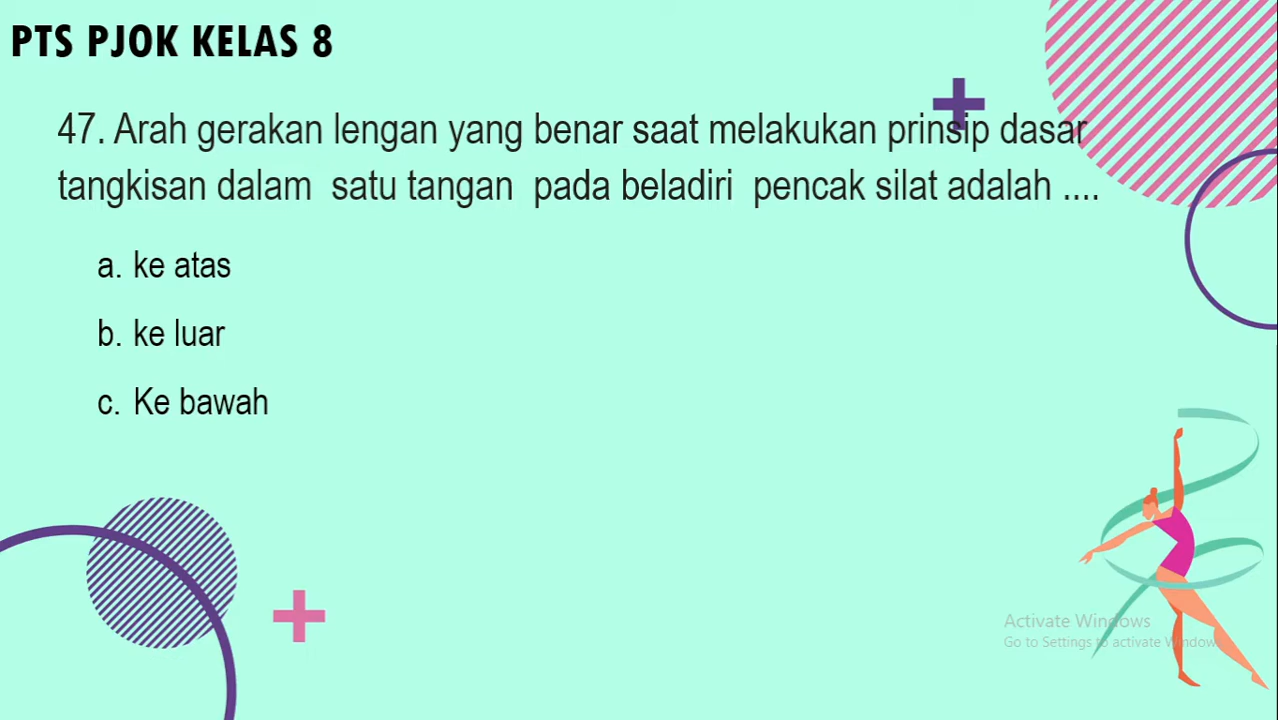 PTS PJOK KELAS 8
47. Arah gerakan lengan yang benar saat melakukan prinsip dasar
tangkisan dalam satu tangan pada beladiri pencak silat adalah ....
a. ke atas
b. ke luar
c. Ke bawah
Activate Windows
Go to Settings to activate Windows